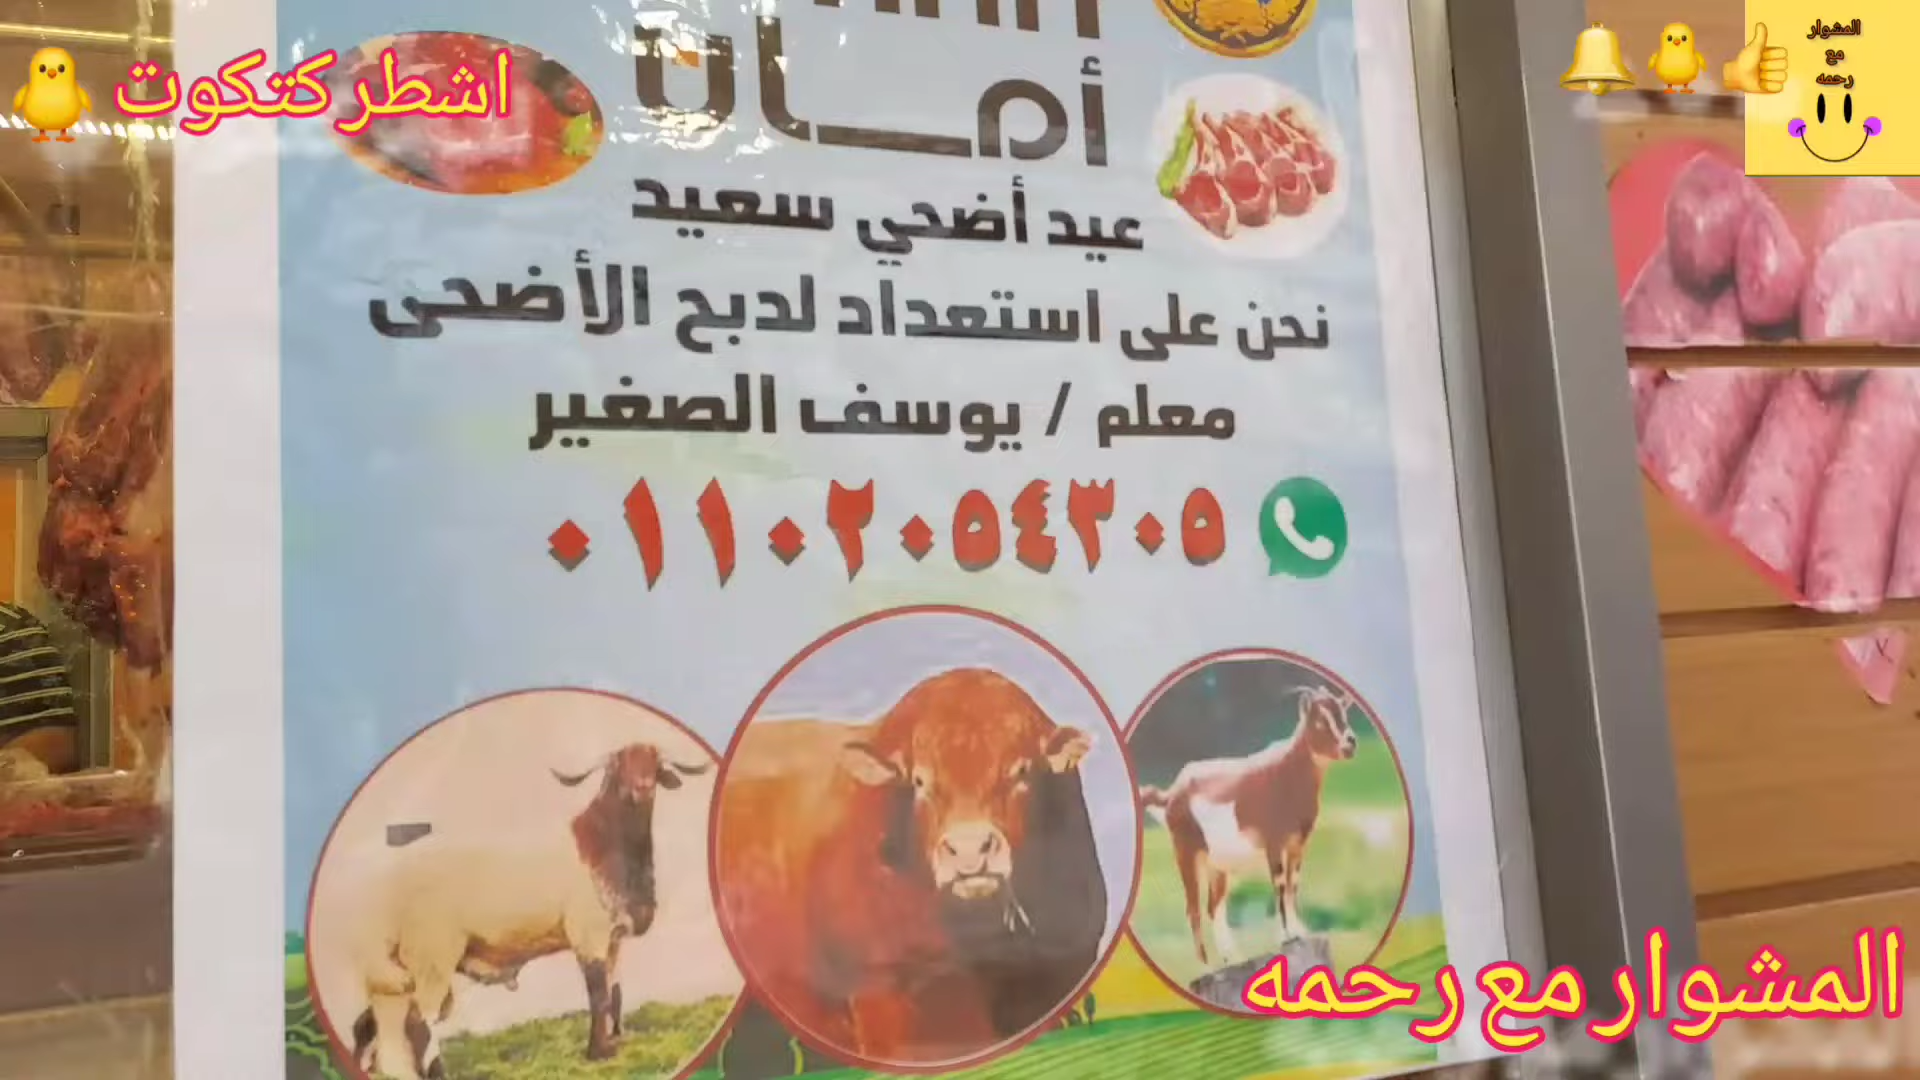 اشطر كتكوت
المشوار
مع
رحمه
أمان
عيد أضحي سعيد
نحن على استعداد لدبح الأضحى
معلم / يوسف الصغير
٠١١٠٢٠٥٤٣٠٥
المشوار مع رحمه